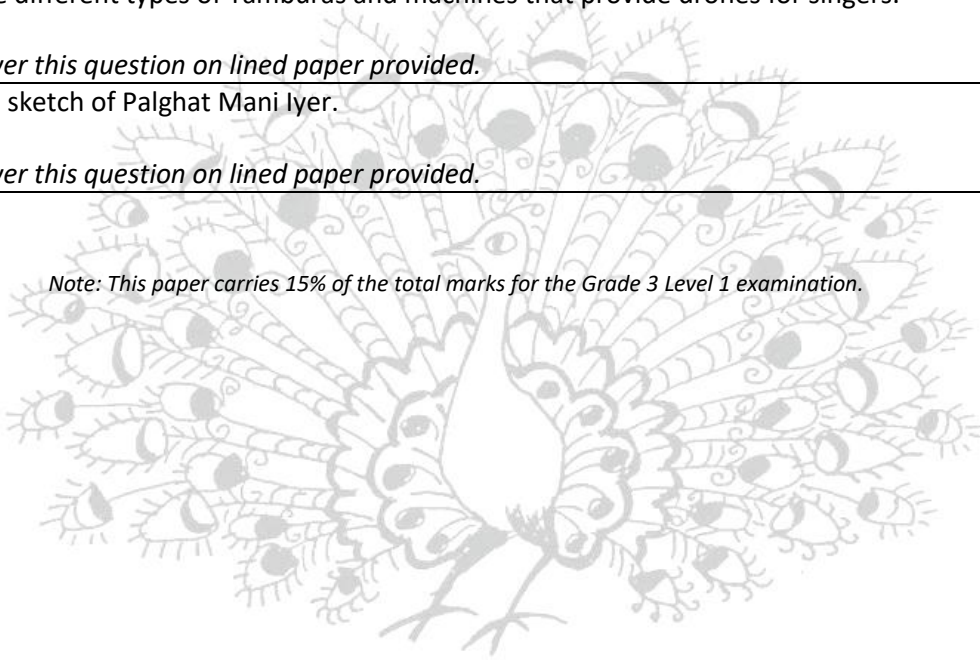 different types of Tamburas and machines that provide drones for singers.
this question on lined paper provided.
sketch of Palghat Mani Iyer.
this question on lined paper provided.
Note: This paper carries 15% of the total marks for the Grade 3 Level 1 examination.